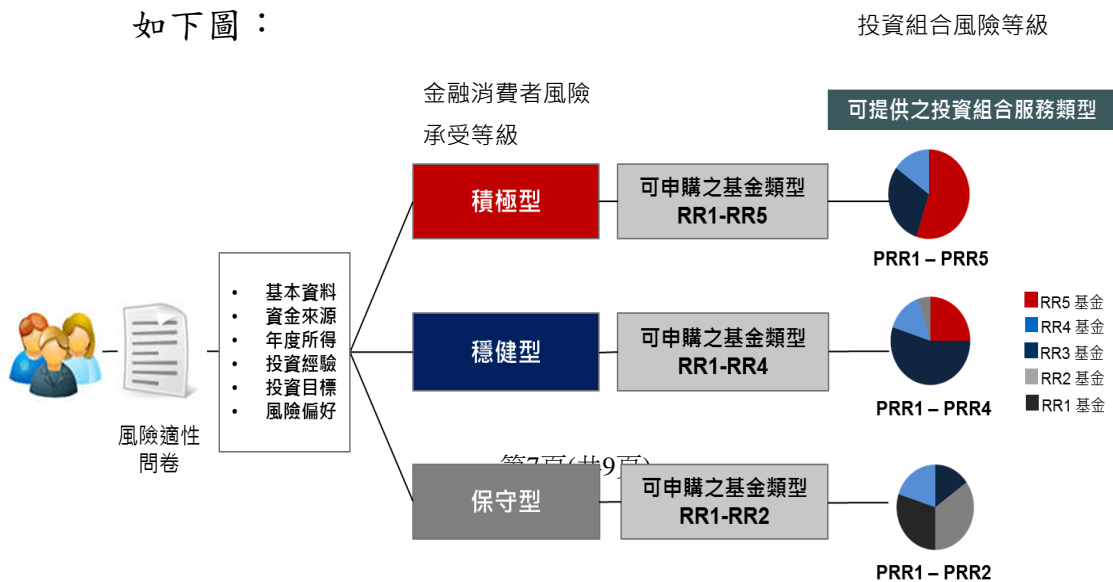 如下圖：
投資組合風險等級
金融消費者風險
承受等級
可提供之投資組合服務類型
積極型
可申購之基金類型
RR1-RR5
PRR1 – PRR5
• 基本資料
• 資金來源
• 年度所得
• 投資經驗
• 投資目標
• 風險偏好
穩健型
可申購之基金類型
RR1-RR4
PRR1 – PRR4
RR5 基金
RR4 基金
RR3 基金
RR2 基金
RR1 基金
風險適性
問卷
第7頁(共9頁)
保守型
可申購之基金類型
RR1-RR2
PRR1 – PRR2